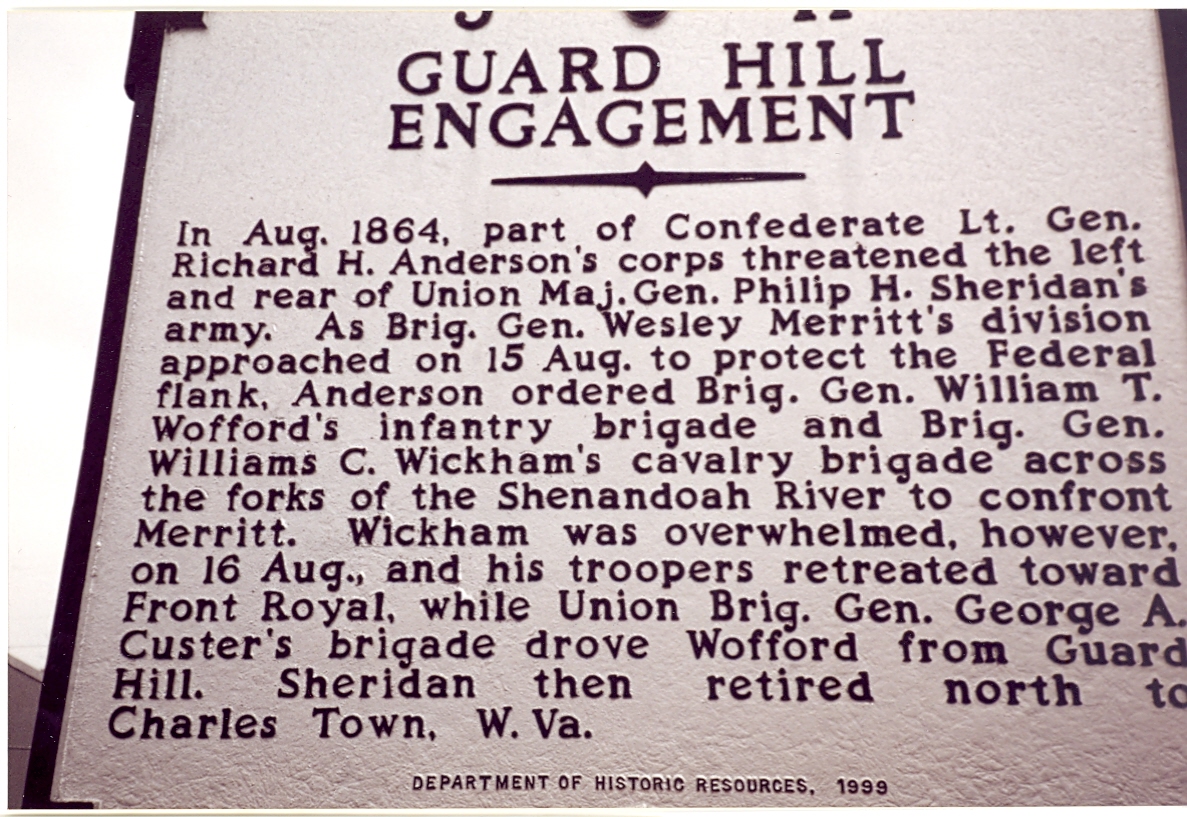 GUARD HILL
ENGAGEMENT
In Aug. 1864, part of Confederate Lt. Gen.
Richard H. Anderson's corps threatened the left
and rear of Union Maj. Gen. Philip H. Sheridan's
army. As Brig. Gen. Wesley Merritt's division
approached on 15 Aug. to protect the Federal
flank, Anderson ordered Brig. Gen. William T.
Wofford's infantry brigade and Brig. Gen.
Williams C. Wickham's cavalry brigade across
the forks of the Shenandoah River to confront
Merritt. Wickham was overwhelmed, however,
on 16 Aug., and his troopers retreated toward
Front Royal, while Union Brig. Gen. George A.
Custer's brigade drove Wofford from Guard
Hill. Sheridan then retired north to
Charles Town, W. Va.
DEPARTMENT OF HISTORIC RESOURCES, 1999